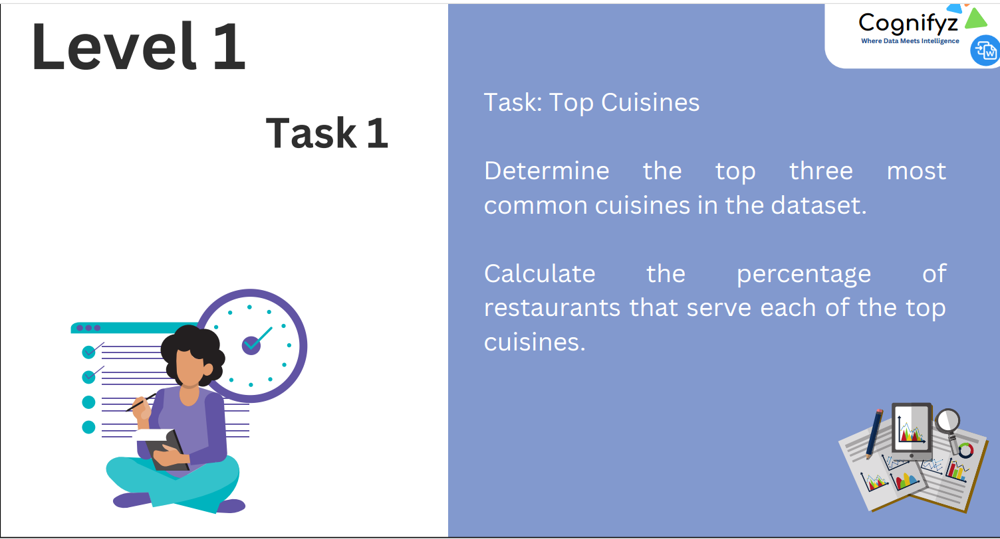 Level 1
Task 1
Cognifyz
Where Data Meets Intelligence
W
Task: Top Cuisines
Determine the top three most
common cuisines in the dataset.
Calculate the percentage of
restaurants that serve each of the top
cuisines.